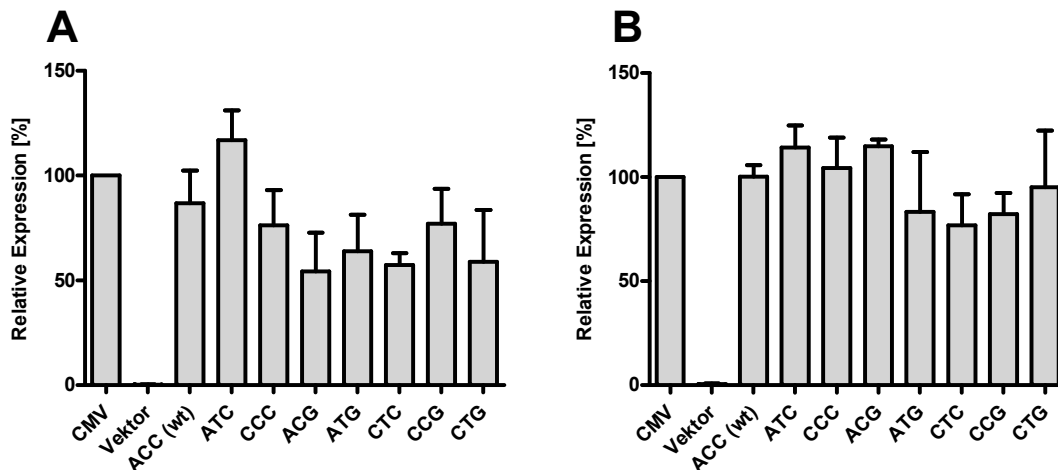 A
Relative Expression [%]
150
100
50
0
CMV
Vektor
ACC (wt)
ATC
CCC
ACG
ATG
CTC
CCG
CTG
B
Relative Expression [%]
150
100
50
0
CMV
Vektor
ACC (wt)
ATC
CCC
ACG
ATG
CTC
CCG
CTG